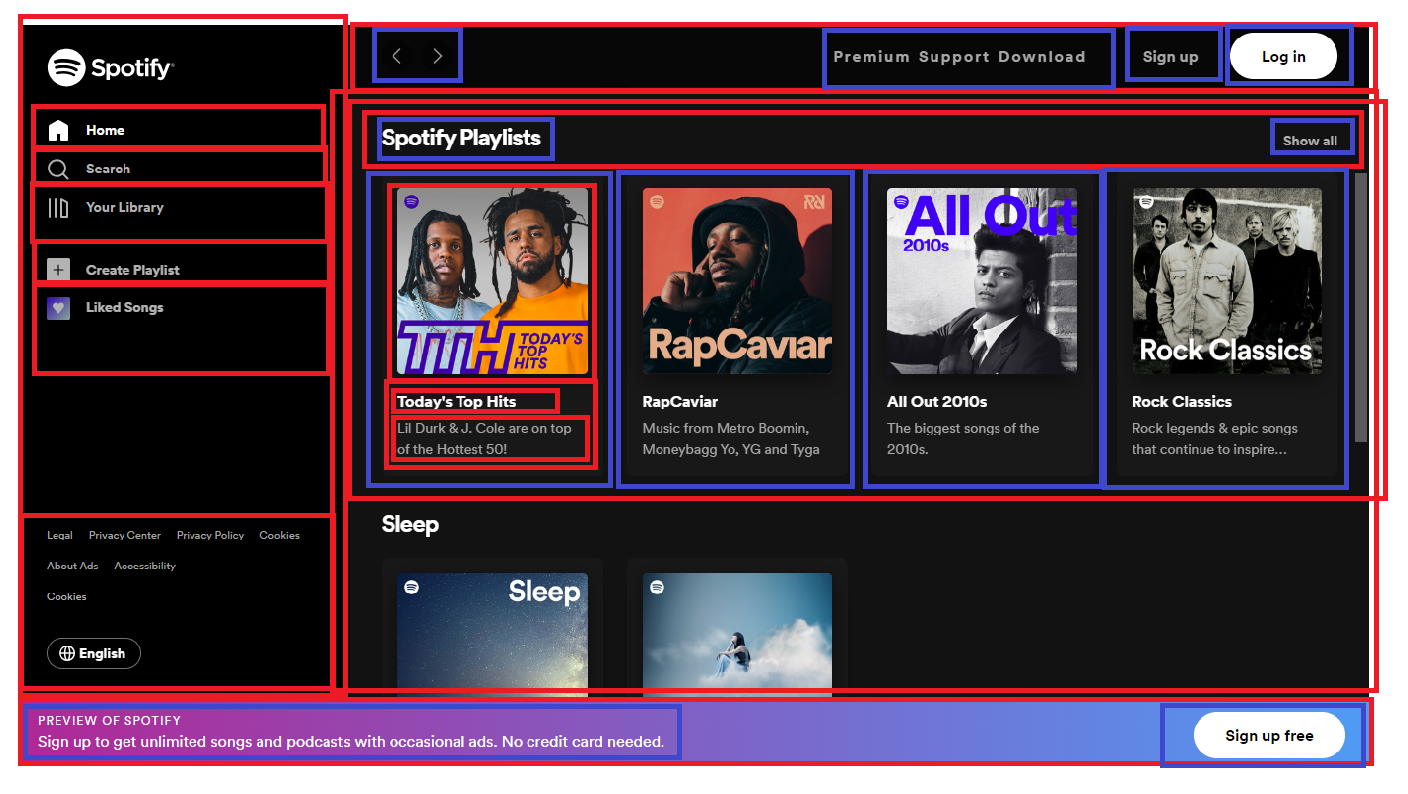 Spotify
Home
Search
Your Library
Create Playlist
Liked Songs
Legal Privacy Center Privacy Policy Cookies
About Ads Accessibility
Cookies
English
Premium Support Download Sign up Log in
Spotify Playlists Show all
TTH TODAY'S
TOP
HITS
Today's Top Hits
Lil Durk & J. Cole are on top
of the Hottest 50!
RapCaviar
RapCaviar
Music from Metro Boomin,
Moneybagg Yo, YG and Tyga
All Out
2010s
All Out 2010s
The biggest songs of the
2010s.
Rock Classics
Rock Classics
Rock legends & epic songs
that continue to inspire...
Sleep
Sleep
PREVIEW OF SPOTIFY
Sign up to get unlimited songs and podcasts with occasional ads. No credit card needed.
Sign up free